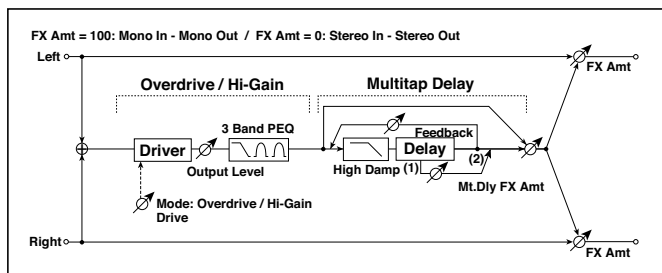 FX Amt = 100: Mono In - Mono Out / FX Amt = 0: Stereo In - Stereo Out
Left
FX Amt
Overdrive / Hi-Gain
Multitap Delay
3 Band PEQ
Feedback
Driver
Delay
Output Level
High Damp
(1)
(2)
Mt.Dly FX Amt
Mode: Overdrive / Hi-Gain
Drive
Right
FX Amt